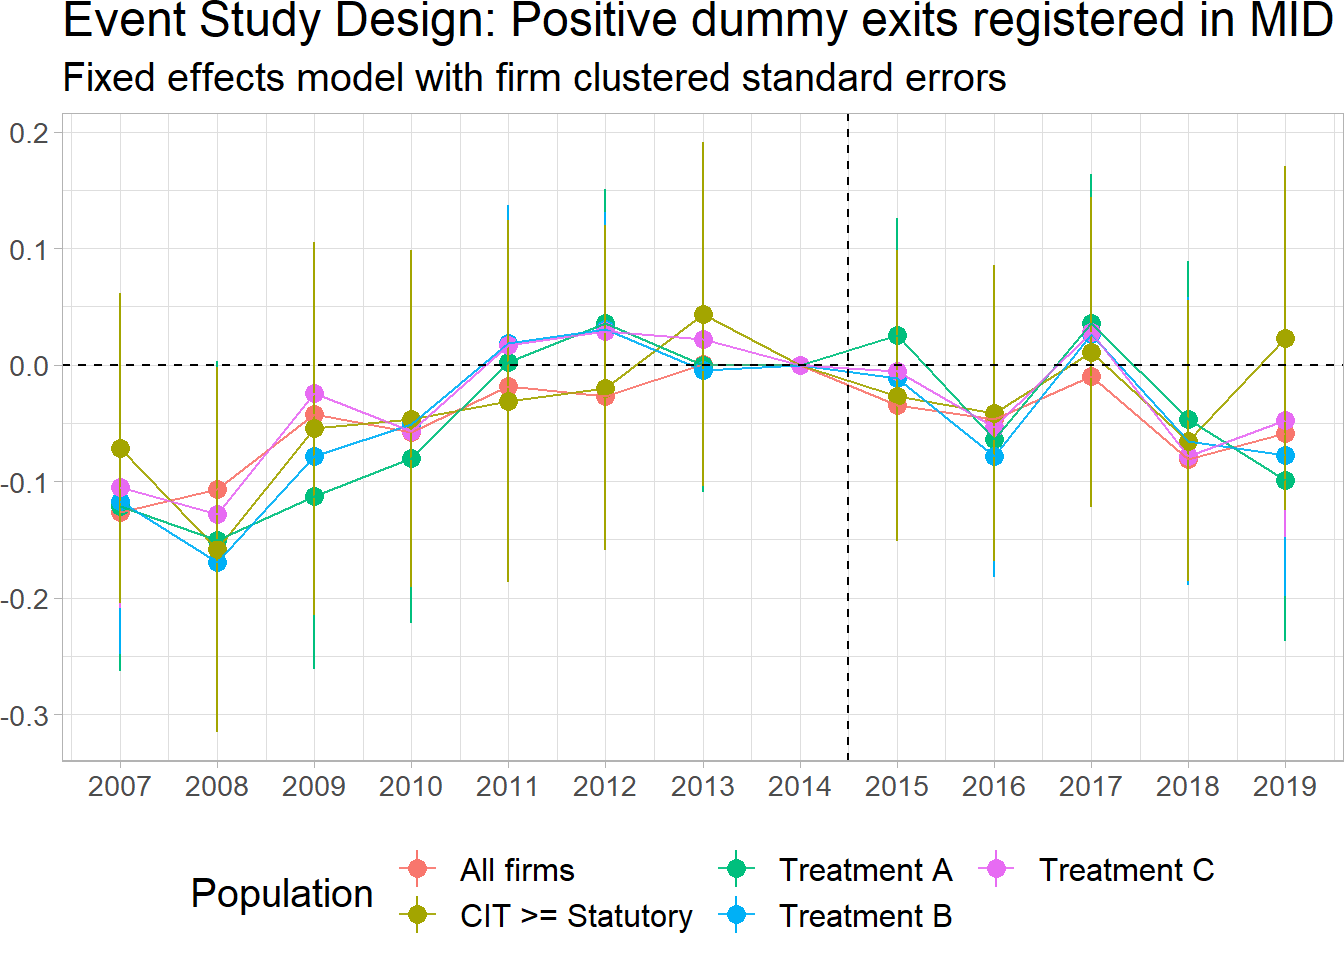 Event Study Design: Positive dummy exits registered in MID
Fixed effects model with firm clustered standard errors
0.2
0.1
0.0
-0.1
-0.2
-0.3
2007 2008 2009 2010 2011 2012 2013 2014 2015 2016 2017 2018 2019
Population
All firms
CIT >= Statutory
Treatment A
Treatment B
Treatment C